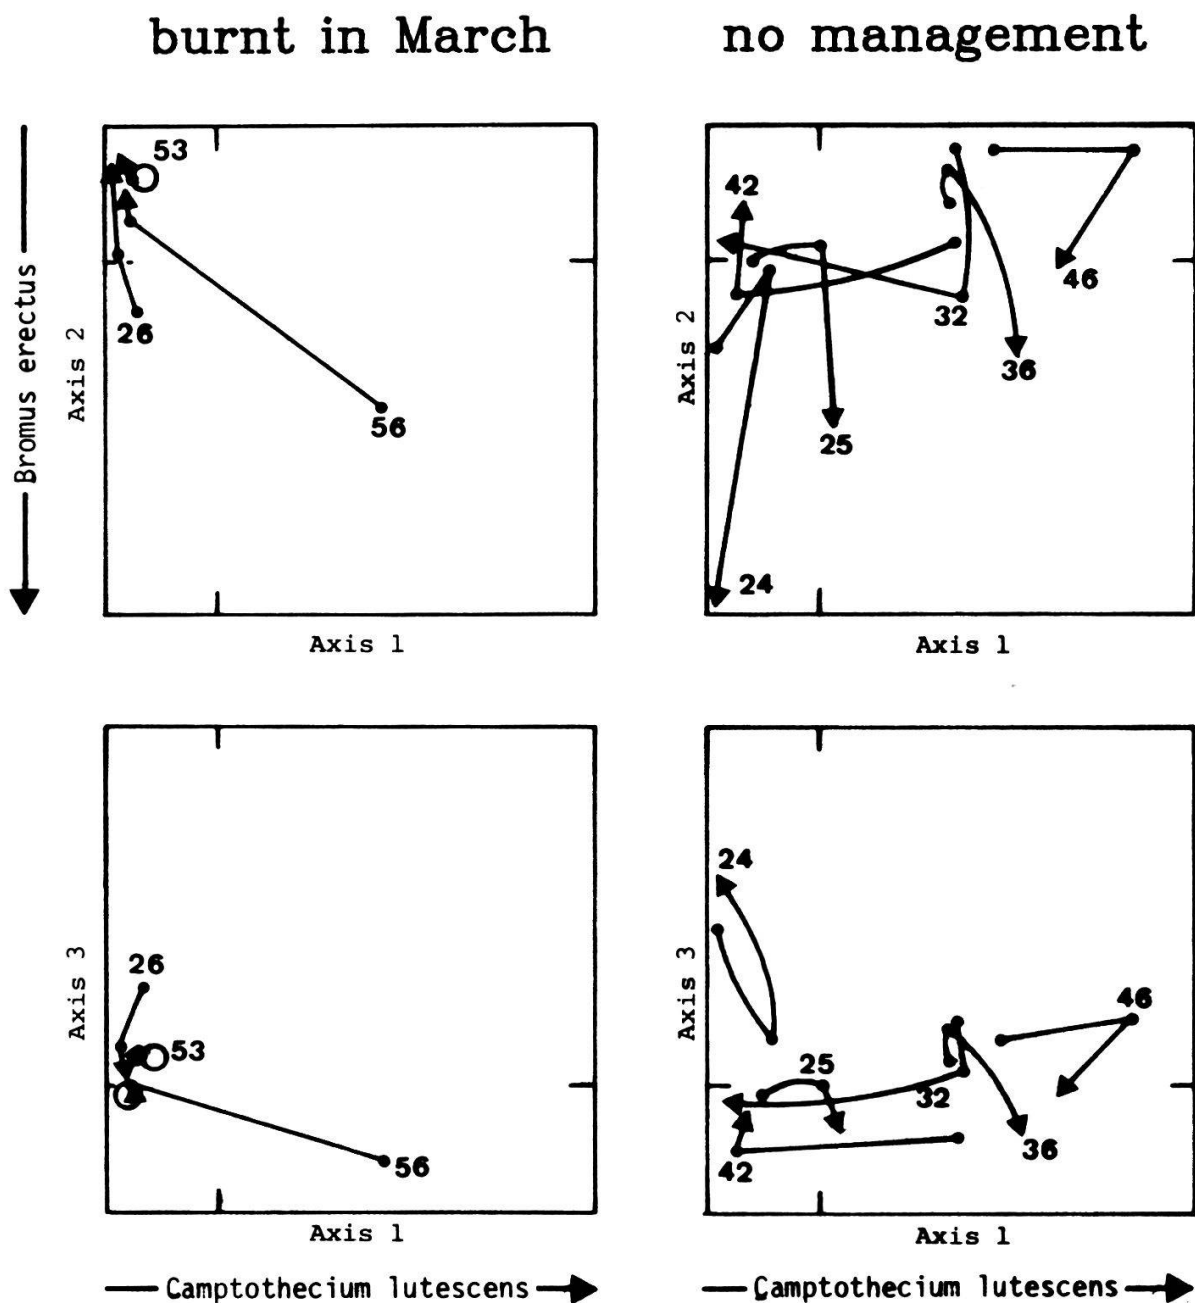 burnt in March
no management
53
26
56
Bromus erectus
Axis 2
Axis 1
42
46
32
36
25
24
Axis 2
Axis 1
26
53
56
Axis 3
Axis 1
24
46
25
32
36
42
Axis 3
Axis 1
Camptothecium lutescens
Camptothecium lutescens